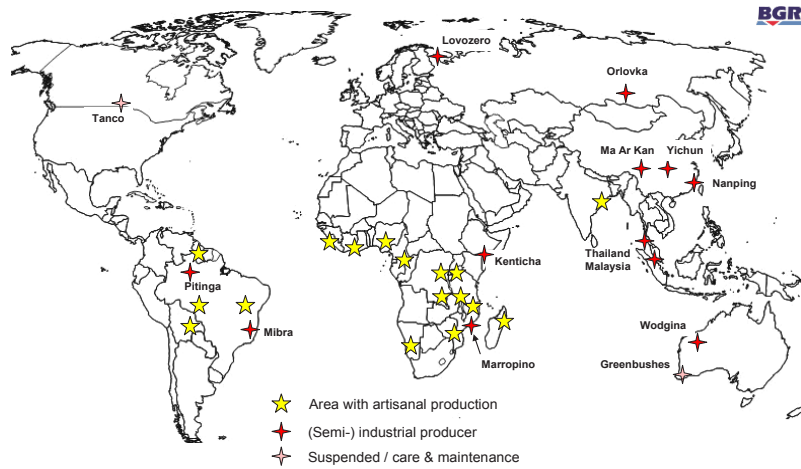 BGR
Lovozero
Orlovka
Tanco
Ma Ar Kan
Yichun
Nanping
I
Thailand
Malaysia
Kenticha
Pitinga
Mibra
Marropino
Wodgina
Greenbushes
Area with artisanal production
(Semi-) industrial producer
Suspended / care & maintenance